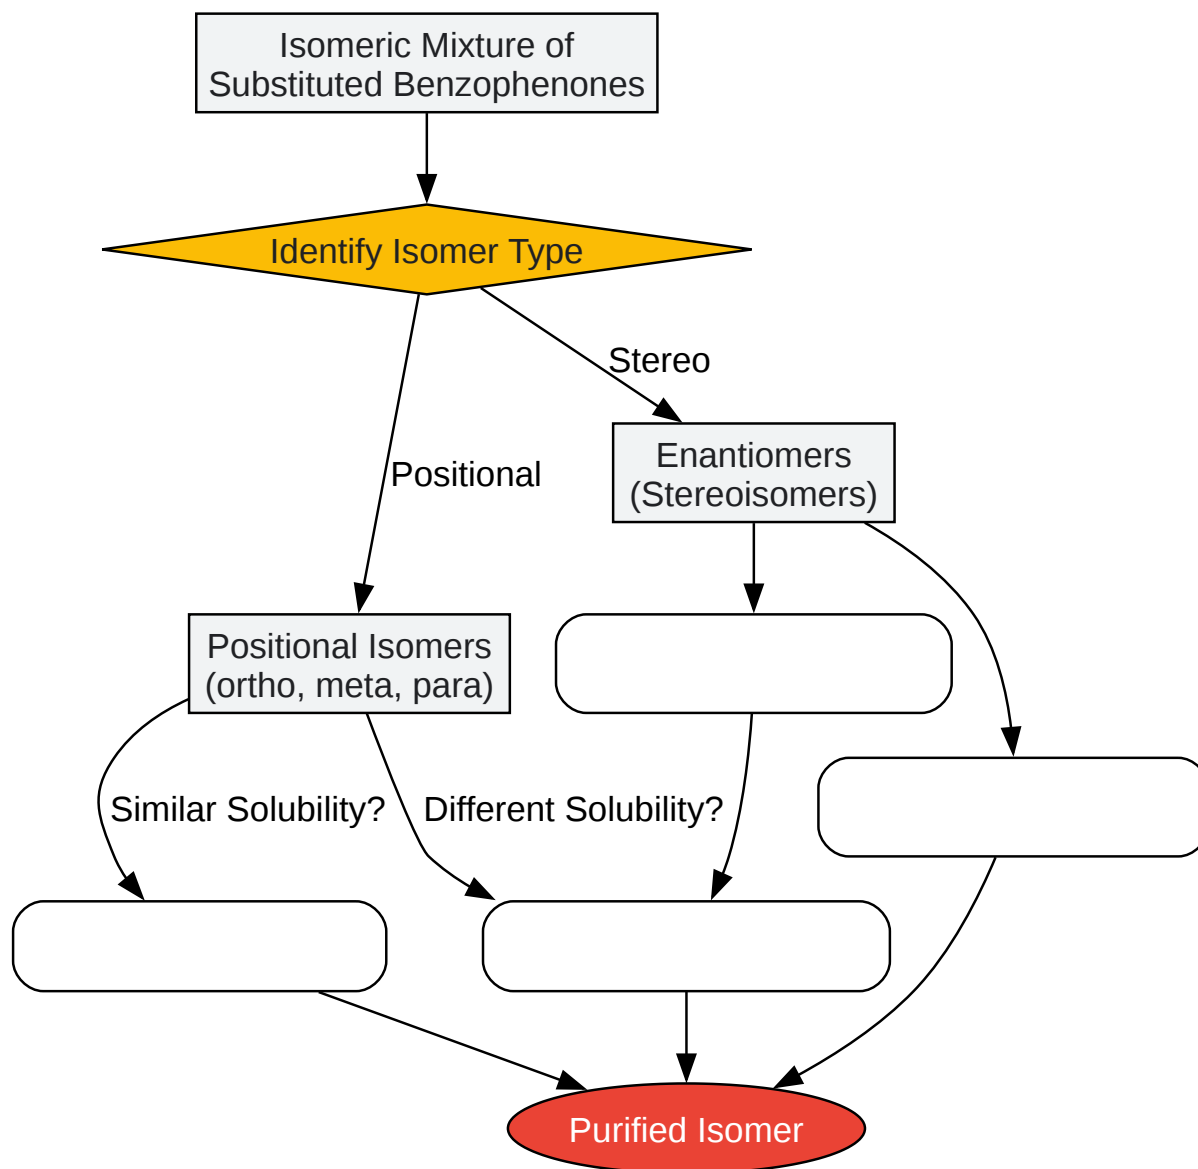 Isomeric Mixture of
Substituted Benzophenones
Identify Isomer Type
Stereo
Enantiomers
(Stereoisomers)
Positional
Positional Isomers
(ortho, meta, para)
Similar Solubility?
Different Solubility?
Purified Isomer